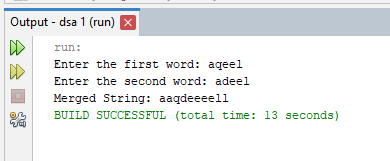 Output - dsa 1 (run)
run:
Enter the first word: aqeel
Enter the second word: adeel
Merged String: aaqdeeeell
BUILD SUCCESSFUL (total time: 13 seconds)